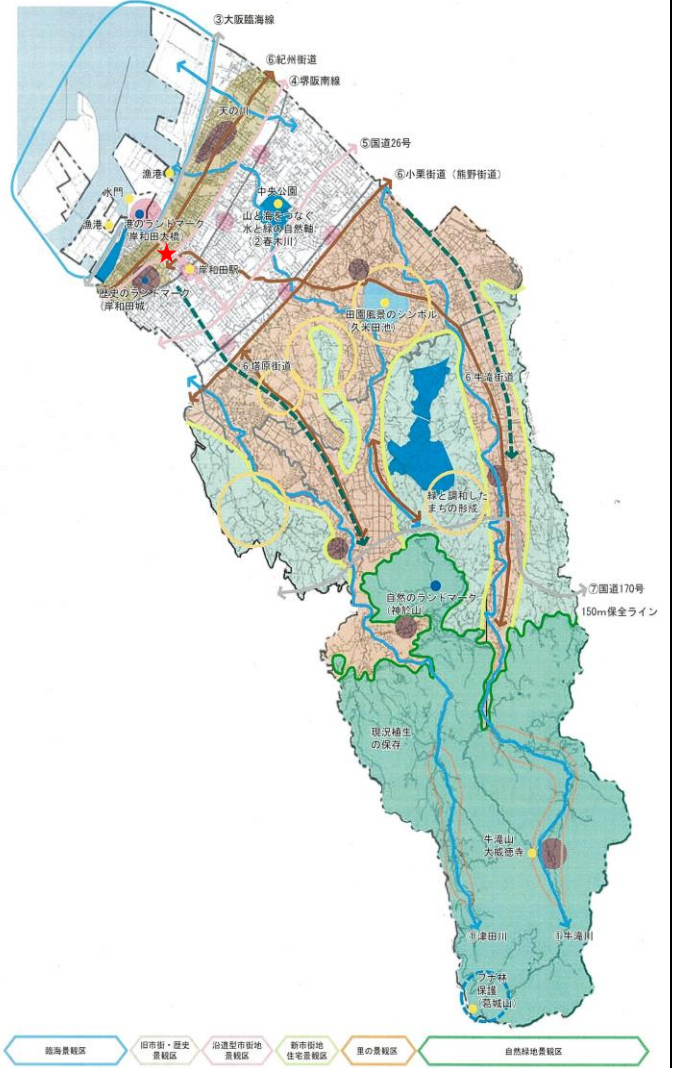 ③大阪臨海線
⑥紀州街道
④堺阪南線
天の川
⑤国道26号
漁港
⑥小栗街道（熊野街道）
水門
中央公園
漁港
港のランドマーク
岸和田大橋
山と海をつなぐ
水と緑の自然軸
（②春木川）
岸和田駅
歴史のランドマーク
（岸和田城）
田園風景のシンボル
（久米田池）
⑥塔原街道
⑥牛滝街道
緑と調和した
まちの形成
⑦国道170号
自然のランドマーク
（神於山）
150m保全ライン
現況植生
の保存
牛滝山
大威徳寺
①津田川
①牛滝川
ブナ林
保護
（葛城山）
臨海景観区
旧市街・歴史
景観区
沿道型市街地
景観区
新市街地
住宅景観区
里の景観区
自然緑地景観区